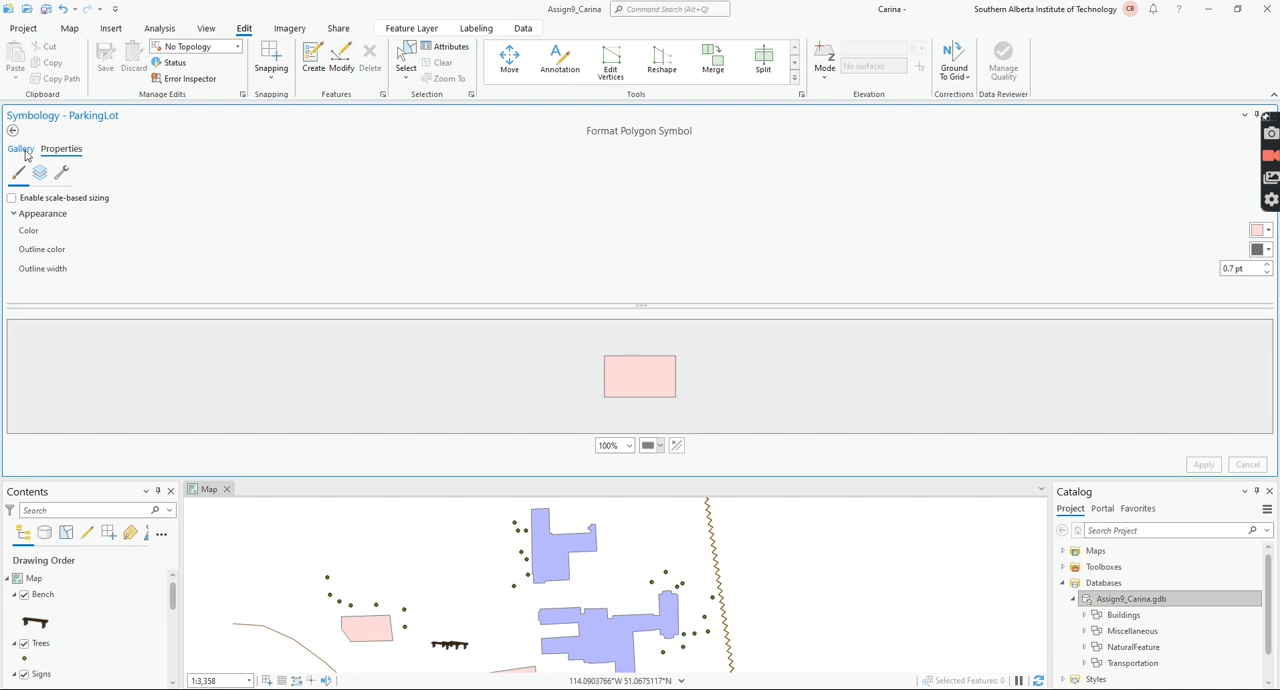 Assign9_Carina
Command Search (Alt+Q)
Carina -
Southern Alberta Institute of Technology
CB
?
Project Map Insert Analysis View Edit Imagery Share Feature Layer Labeling Data
Paste
Cut
Copy
Copy Path
Clipboard
Save
Discard
No Topology
Status
Error Inspector
Manage Edits
Snapping
Snapping
Create
Modify
Delete
Features
Select
Attributes
Clear
Zoom To
Selection
Move
Annotation
Edit
Vertices
Reshape
Merge
Split
Tools
Mode
No surfaces
ft
Elevation
Ground
To Grid
Corrections
Manage
Quality
Data Reviewer
Symbology - ParkingLot
Format Polygon Symbol
Gallery Properties
Enable scale-based sizing
Appearance
Color
Outline color
Outline width
0.7 pt
100%
Apply Cancel
Contents
Search
Drawing Order
Map
Bench
Trees
Signs
Map
1:3,358
114.0903766°W 51.0675117°N
Selected Features: 0
Catalog
Project Portal Favorites
Search Project
Maps
Toolboxes
Databases
Assign9_Carina.gdb
Buildings
Miscellaneous
NaturalFeature
Transportation
Styles